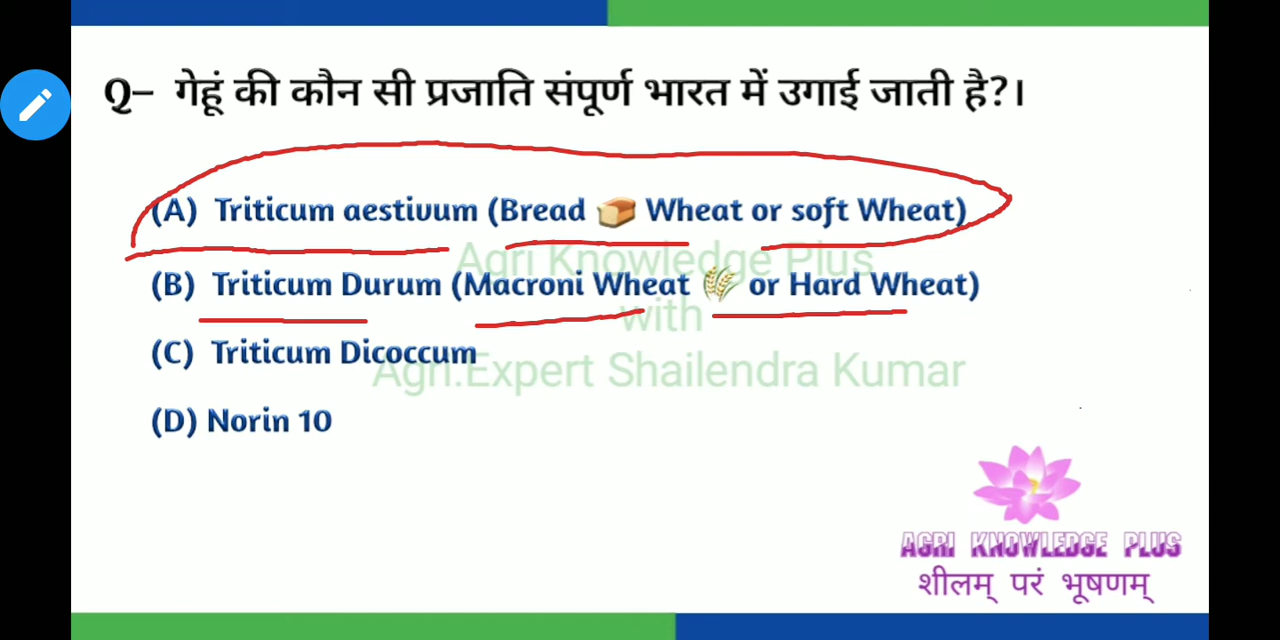 Q– गेहूं की कौन सी प्रजाति संपूर्ण भारत में उगाई जाती है?।
(A) Triticum aestivum (Bread 🍞 Wheat or soft Wheat)
Agri Knowledge Plus
(B) Triticum Durum (Macroni Wheat 🌾 or Hard Wheat)
with
(C) Triticum Dicoccum
Agri.Expert Shailendra Kumar
(D) Norin 10
AGRI KNOWLEDGE PLUS
शीलम् परं भूषणम्